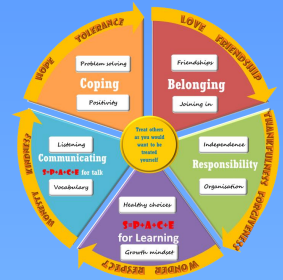 HOPE
TOLERANCE
LOVE
FRIENDSHIP
THANKFULNESS
FORGIVENESS
WONDER
RESPECT
HONESTY
KINDNESS
Problem solving
Coping
Positivity
Friendships
Belonging
Joining in
Treat others
as you would
want to be
treated
yourself
Listening
Communicating
S*P*A*C*E for talk
Vocabulary
Independence
Responsibility
Organisation
Healthy choices
S*P*A*C*E
for Learning
Growth mindset